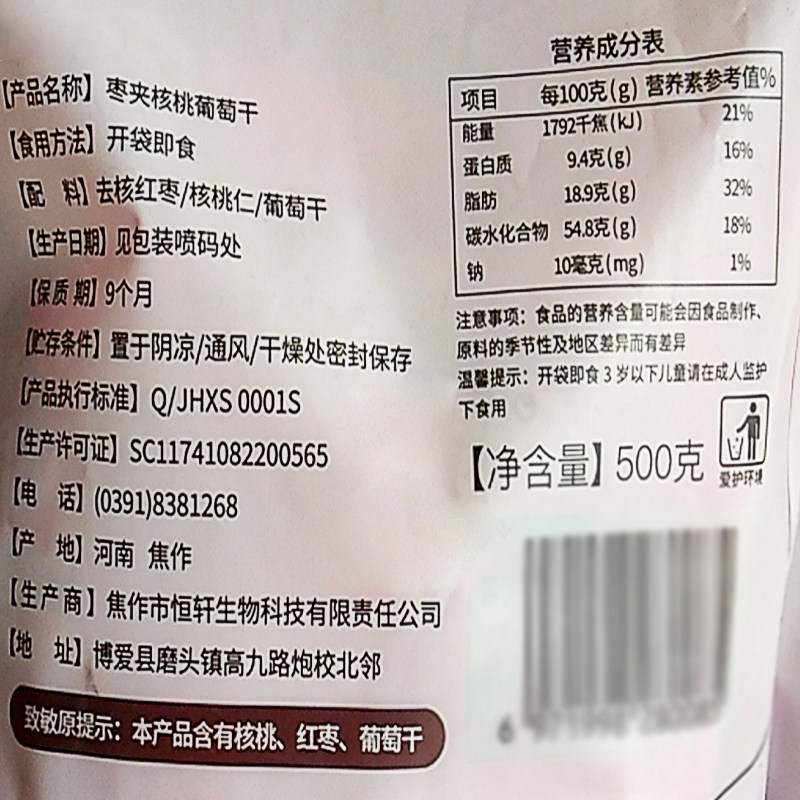 【产品名称】枣夹核桃葡萄干
【食用方法】开袋即食
【配 料】去核红枣/核桃仁/葡萄干
【生产日期】见包装喷码处
【保质期】9个月
【贮存条件】置于阴凉/通风/干燥处密封保存
【产品执行标准】Q/JHXS 0001S
【生产许可证】SC11741082200565
【电 话】(0391)8381268
【产 地】河南 焦作
【生产商】焦作市恒轩生物科技有限责任公司
【地 址】博爱县磨头镇高九路炮校北邻
致敏原提示：本产品含有核桃、红枣、葡萄干
营养成分表
项目 每100克(g) 营养素参考值%
能量 1792千焦(kJ) 21%
蛋白质 9.4克(g) 16%
脂肪 18.9克(g) 32%
碳水化合物 54.8克(g) 18%
钠 10毫克(mg) 1%
注意事项：食品的营养含量可能会因食品制作、
原料的季节性及地区差异而有差异
温馨提示：开袋即食3岁以下儿童请在成人监护
下食用
【净含量】500克
爱护环境